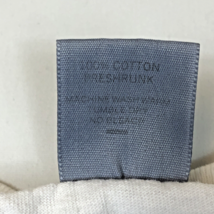 100% COTTON
PRESHRUNK
MACHINE WASH WARM
TUMBLE DRY
NO BLEACH